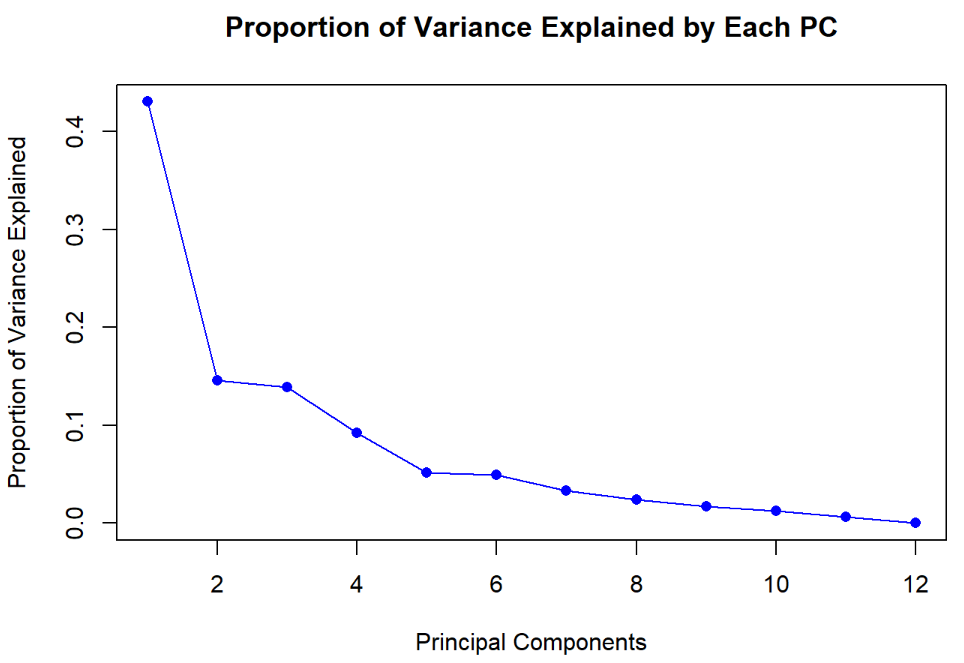 Proportion of Variance Explained by Each PC
Proportion of Variance Explained
0.4
0.3
0.2
0.1
0.0
2 4 6 8 10 12
Principal Components